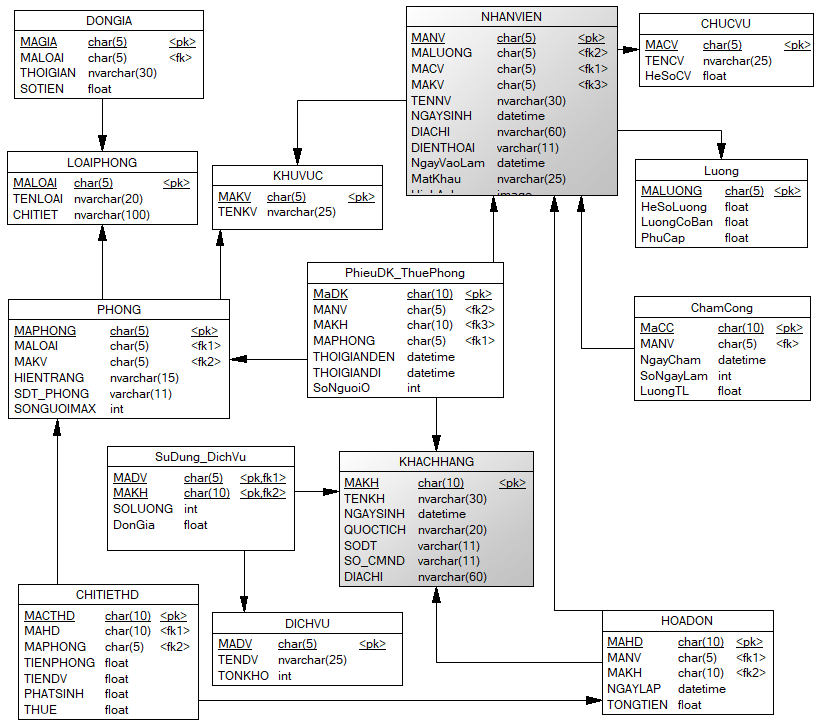 DONGIA
MAGIA char(5) <pk>
MALOAI char(5) <fk>
THOIGIAN nvarchar(30)
SOTIEN float
NHANVIEN
MANV char(5) <pk>
MALUONG char(5) <fk2>
MACV char(5) <fk1>
MAKV char(5) <fk3>
TENNV nvarchar(30)
NGAYSINH datetime
DIACHI nvarchar(60)
DIENTHOAI varchar(11)
NgayVaoLam datetime
MatKhau nvarchar(25)
CHUCVU
MACV char(5) <pk>
TENCV nvarchar(25)
HeSoCV float
LOAIPHONG
MALOAI char(5) <pk>
TENLOAI nvarchar(20)
CHITIET nvarchar(100)
KHUVUC
MAKV char(5) <pk>
TENKV nvarchar(25)
Luong
MALUONG char(5) <pk>
HeSoLuong float
LuongCoBan float
PhuCap float
PhieuDK_ThuePhong
MaDK char(10) <pk>
MANV char(5) <fk2>
MAKH char(10) <fk3>
MAPHONG char(5) <fk1>
THOIGIANDEN datetime
THOIGIANDI datetime
SoNguoiO int
PHONG
MAPHONG char(5) <pk>
MALOAI char(5) <fk1>
MAKV char(5) <fk2>
HIENTRANG nvarchar(15)
SDT_PHONG varchar(11)
SONGUOIMAX int
ChamCong
MaCC char(10) <pk>
MANV char(5) <fk>
NgayCham datetime
SoNgayLam int
LuongTL float
SuDung_DichVu
MADV char(5) <pk,fk1>
MAKH char(10) <pk,fk2>
SOLUONG int
DonGia float
KHACHHANG
MAKH char(10) <pk>
TENKH nvarchar(30)
NGAYSINH datetime
QUOCTICH nvarchar(20)
SODT varchar(11)
SO_CMND varchar(11)
DIACHI nvarchar(60)
CHITIETHD
MACTHD char(10) <pk>
MAHD char(10) <fk1>
MAPHONG char(5) <fk2>
TIENPHONG float
TIENDV float
PHATSINH float
THUE float
DICHVU
MADV char(5) <pk>
TENDV nvarchar(25)
TONKHO int
HOADON
MAHD char(10) <pk>
MANV char(5) <fk1>
MAKH char(10) <fk2>
NGAYLAP datetime
TONGTIEN float